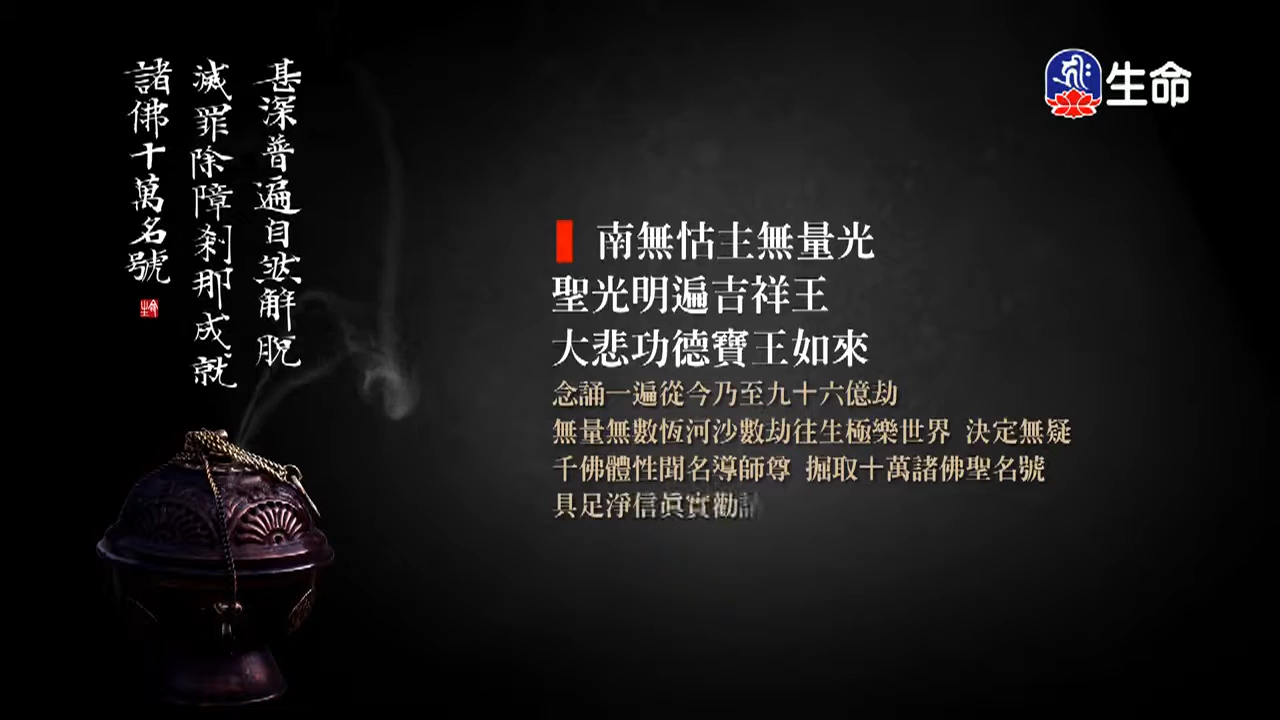 甚深普遍自然解脫
滅罪除障剎那成就
諸佛十萬名號
生命
生命
南無怙主無量光
聖光明遍吉祥王
大悲功德寶王如來
念誦一遍從今乃至九十六億劫
無量無數恆河沙數劫往生極樂世界 決定無疑
千佛體性聞名導師尊 掘取十萬諸佛聖名號
具足淨信眞實勸請